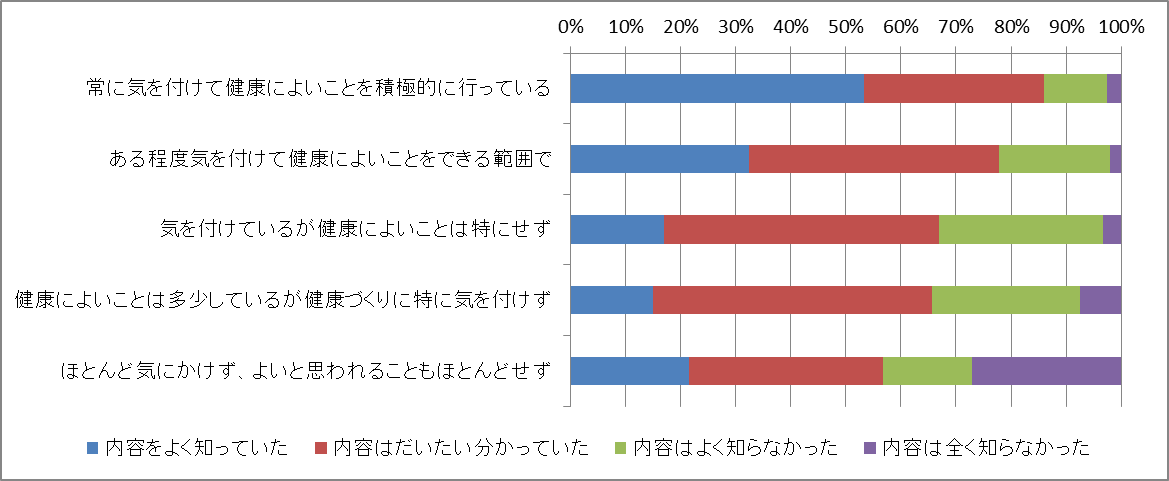 0% 10% 20% 30% 40% 50% 60% 70% 80% 90% 100%
常に気を付けて健康によいことを積極的に行っている
ある程度気を付けて健康によいことをできる範囲で
気を付けているが健康によいことは特にせず
健康によいことは多少しているが健康づくりに特に気を付けず
ほとんど気にかけず、よいと思われることもほとんどせず
内容をよく知っていた 内容はだいたい分かっていた 内容はよく知らなかった 内容は全く知らなかった